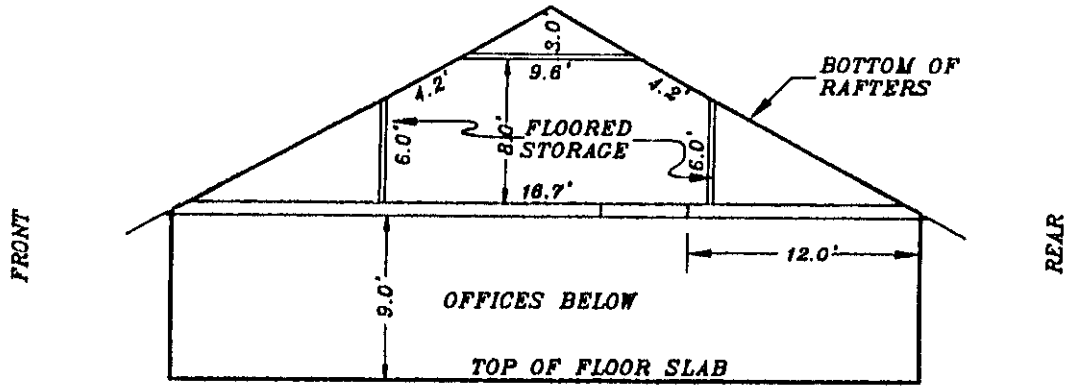 3.0'
9.6'
4.2'
4.2'
BOTTOM OF
RAFTERS
6.0'
8.0'
FLOORED
STORAGE
6.0'
16.7'
FRONT
REAR
12.0'
9.0'
OFFICES BELOW
TOP OF FLOOR SLAB